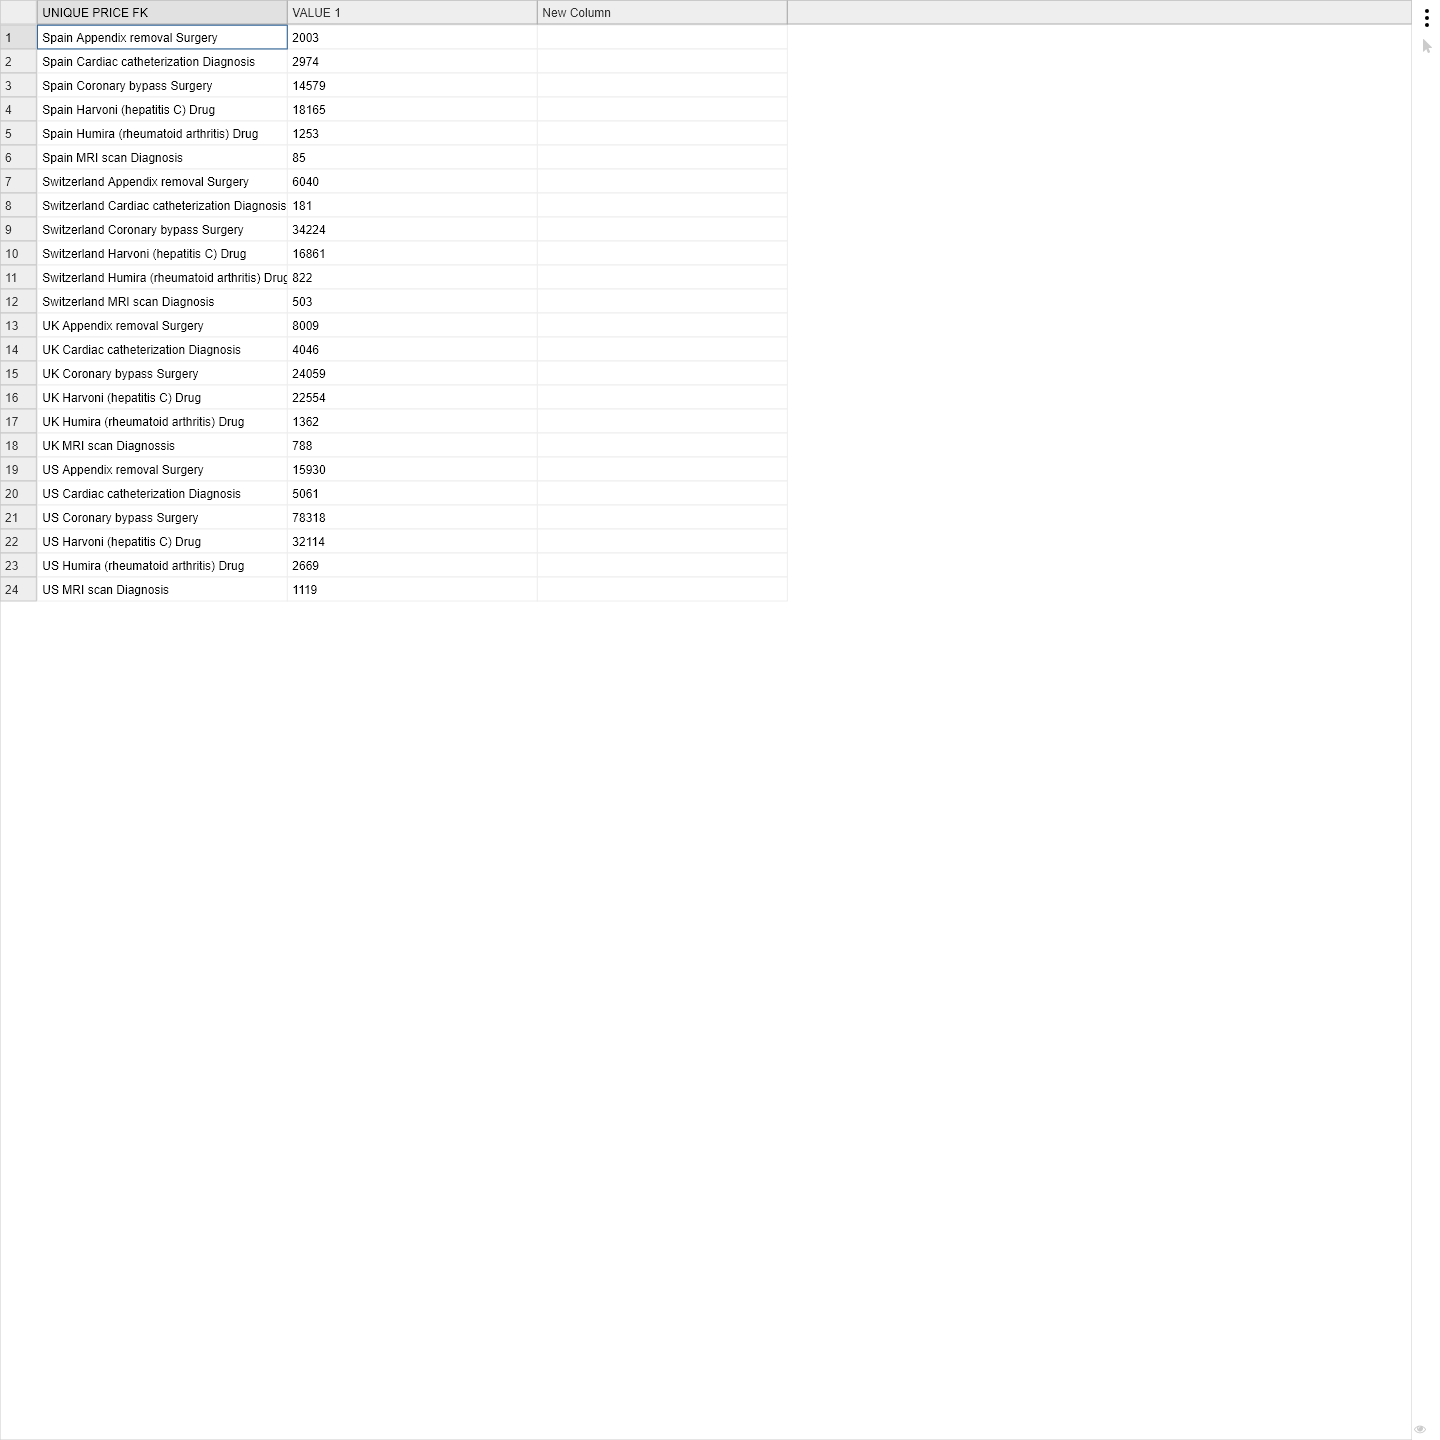 UNIQUE PRICE FK VALUE 1 New Column
1 Spain Appendix removal Surgery 2003
2 Spain Cardiac catheterization Diagnosis 2974
3 Spain Coronary bypass Surgery 14579
4 Spain Harvoni (hepatitis C) Drug 18165
5 Spain Humira (rheumatoid arthritis) Drug 1253
6 Spain MRI scan Diagnosis 85
7 Switzerland Appendix removal Surgery 6040
8 Switzerland Cardiac catheterization Diagnosis 181
9 Switzerland Coronary bypass Surgery 34224
10 Switzerland Harvoni (hepatitis C) Drug 16861
11 Switzerland Humira (rheumatoid arthritis) Drug 822
12 Switzerland MRI scan Diagnosis 503
13 UK Appendix removal Surgery 8009
14 UK Cardiac catheterization Diagnosis 4046
15 UK Coronary bypass Surgery 24059
16 UK Harvoni (hepatitis C) Drug 22554
17 UK Humira (rheumatoid arthritis) Drug 1362
18 UK MRI scan Diagnossis 788
19 US Appendix removal Surgery 15930
20 US Cardiac catheterization Diagnosis 5061
21 US Coronary bypass Surgery 78318
22 US Harvoni (hepatitis C) Drug 32114
23 US Humira (rheumatoid arthritis) Drug 2669
24 US MRI scan Diagnosis 1119